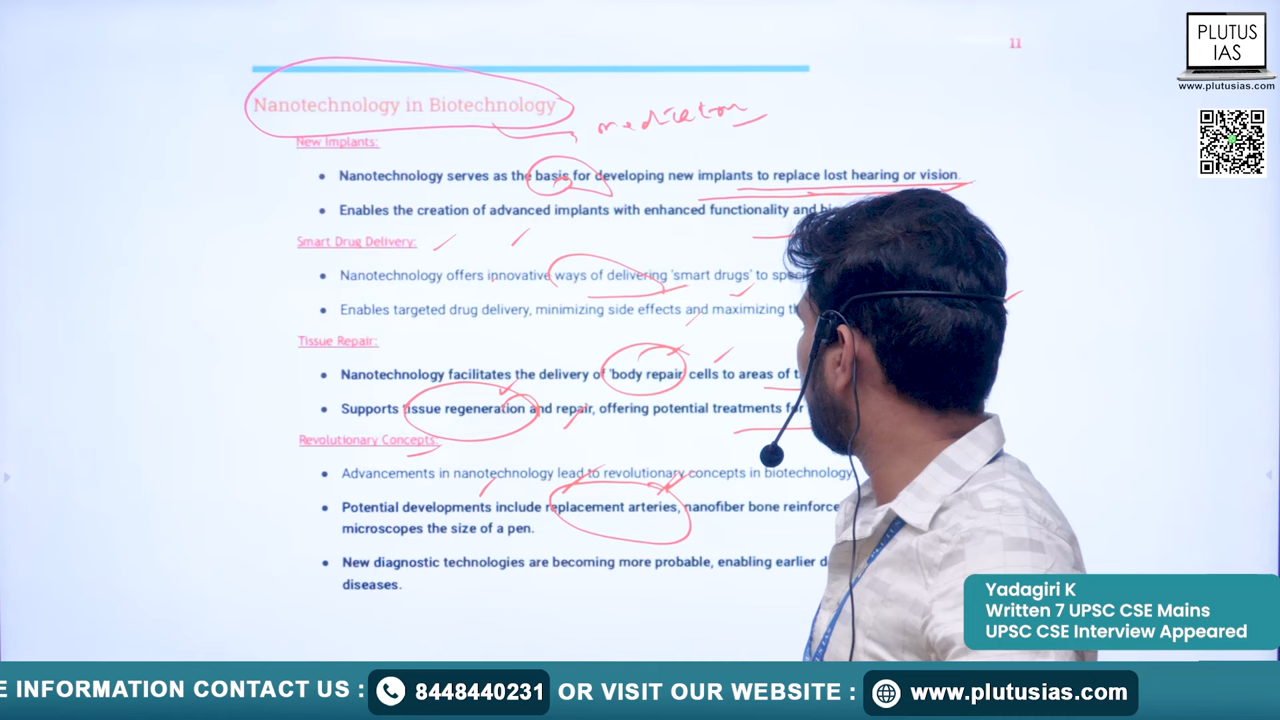 11
PLUTUS
IAS
www.plutusias.com
Nanotechnology in Biotechnology
New Implants:
• Nanotechnology serves as the basis for developing new implants to replace lost hearing or vision.
• Enables the creation of advanced implants with enhanced functionality and
Smart Drug Delivery:
• Nanotechnology offers innovative ways of delivering 'smart drugs' to
• Enables targeted drug delivery, minimizing side effects and maximizing
Tissue Repair:
• Nanotechnology facilitates the delivery of 'body repair' cells to areas of
• Supports tissue regeneration and repair, offering potential treatments for
Revolutionary Concepts:
• Advancements in nanotechnology lead to revolutionary concepts in biotechnology
• Potential developments include replacement arteries, nanofiber bone
microscopes the size of a pen.
• New diagnostic technologies are becoming more probable, enabling earlier
diseases.
Yadagiri K
Written 7 UPSC CSE Mains
UPSC CSE Interview Appeared
E INFORMATION CONTACT US : 8448440231 OR VISIT OUR WEBSITE : www.plutusias.com